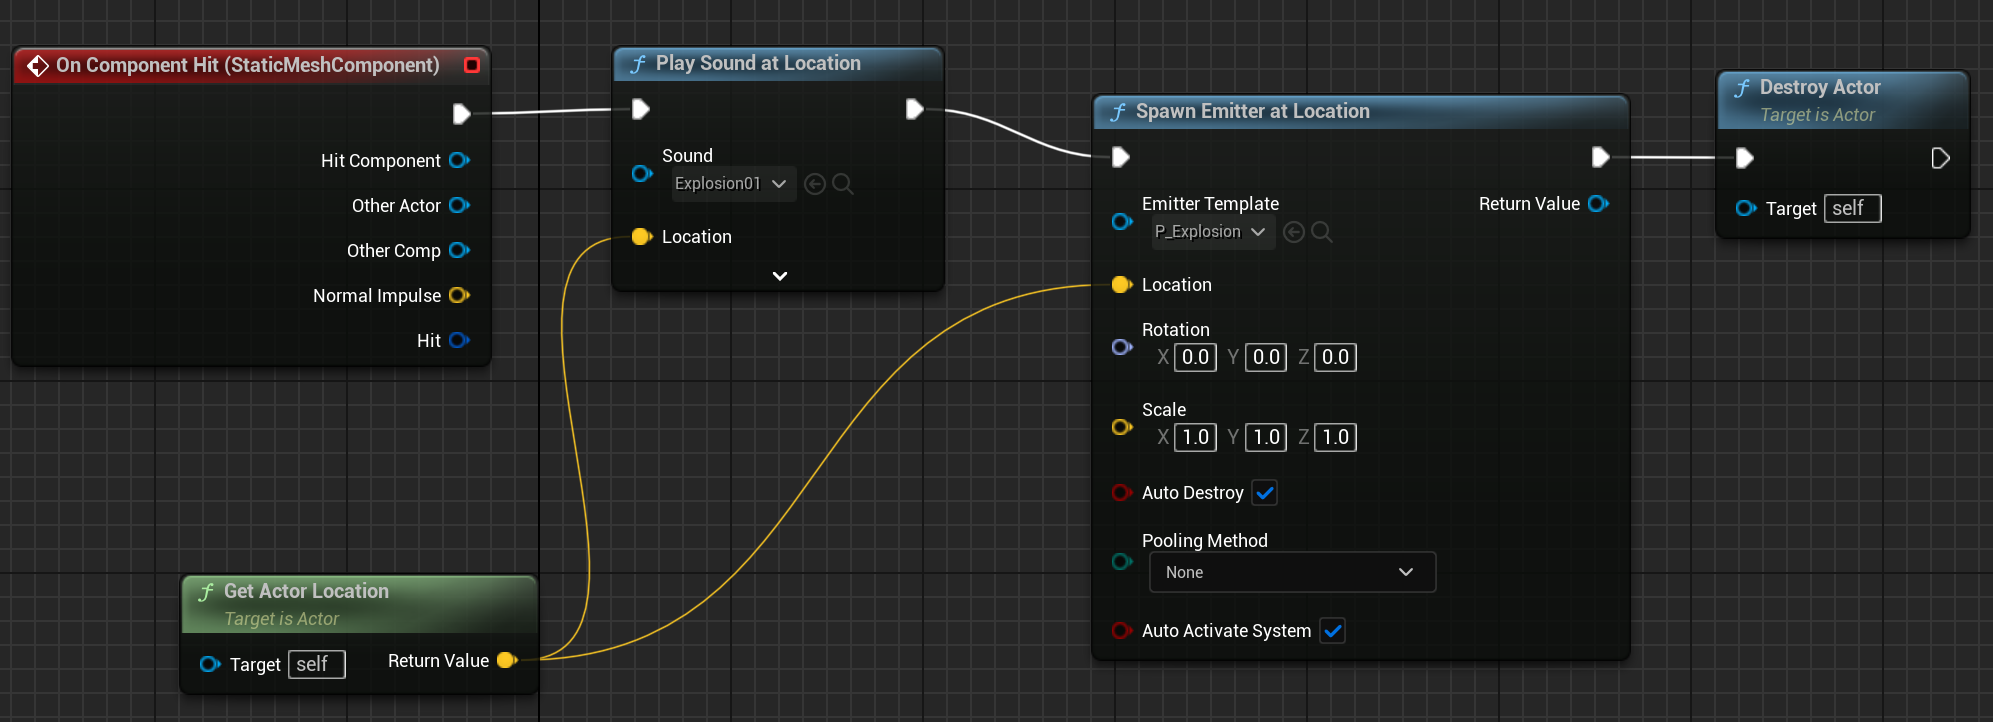 On Component Hit (StaticMeshComponent)
Hit Component
Other Actor
Other Comp
Normal Impulse
Hit
Play Sound at Location
Sound
Explosion01
Location
Spawn Emitter at Location
Emitter Template
P_Explosion
Return Value
Location
Rotation
X 0.0 Y 0.0 Z 0.0
Scale
X 1.0 Y 1.0 Z 1.0
Auto Destroy
Pooling Method
None
Auto Activate System
Destroy Actor
Target is Actor
Target self
Get Actor Location
Target is Actor
Target self Return Value